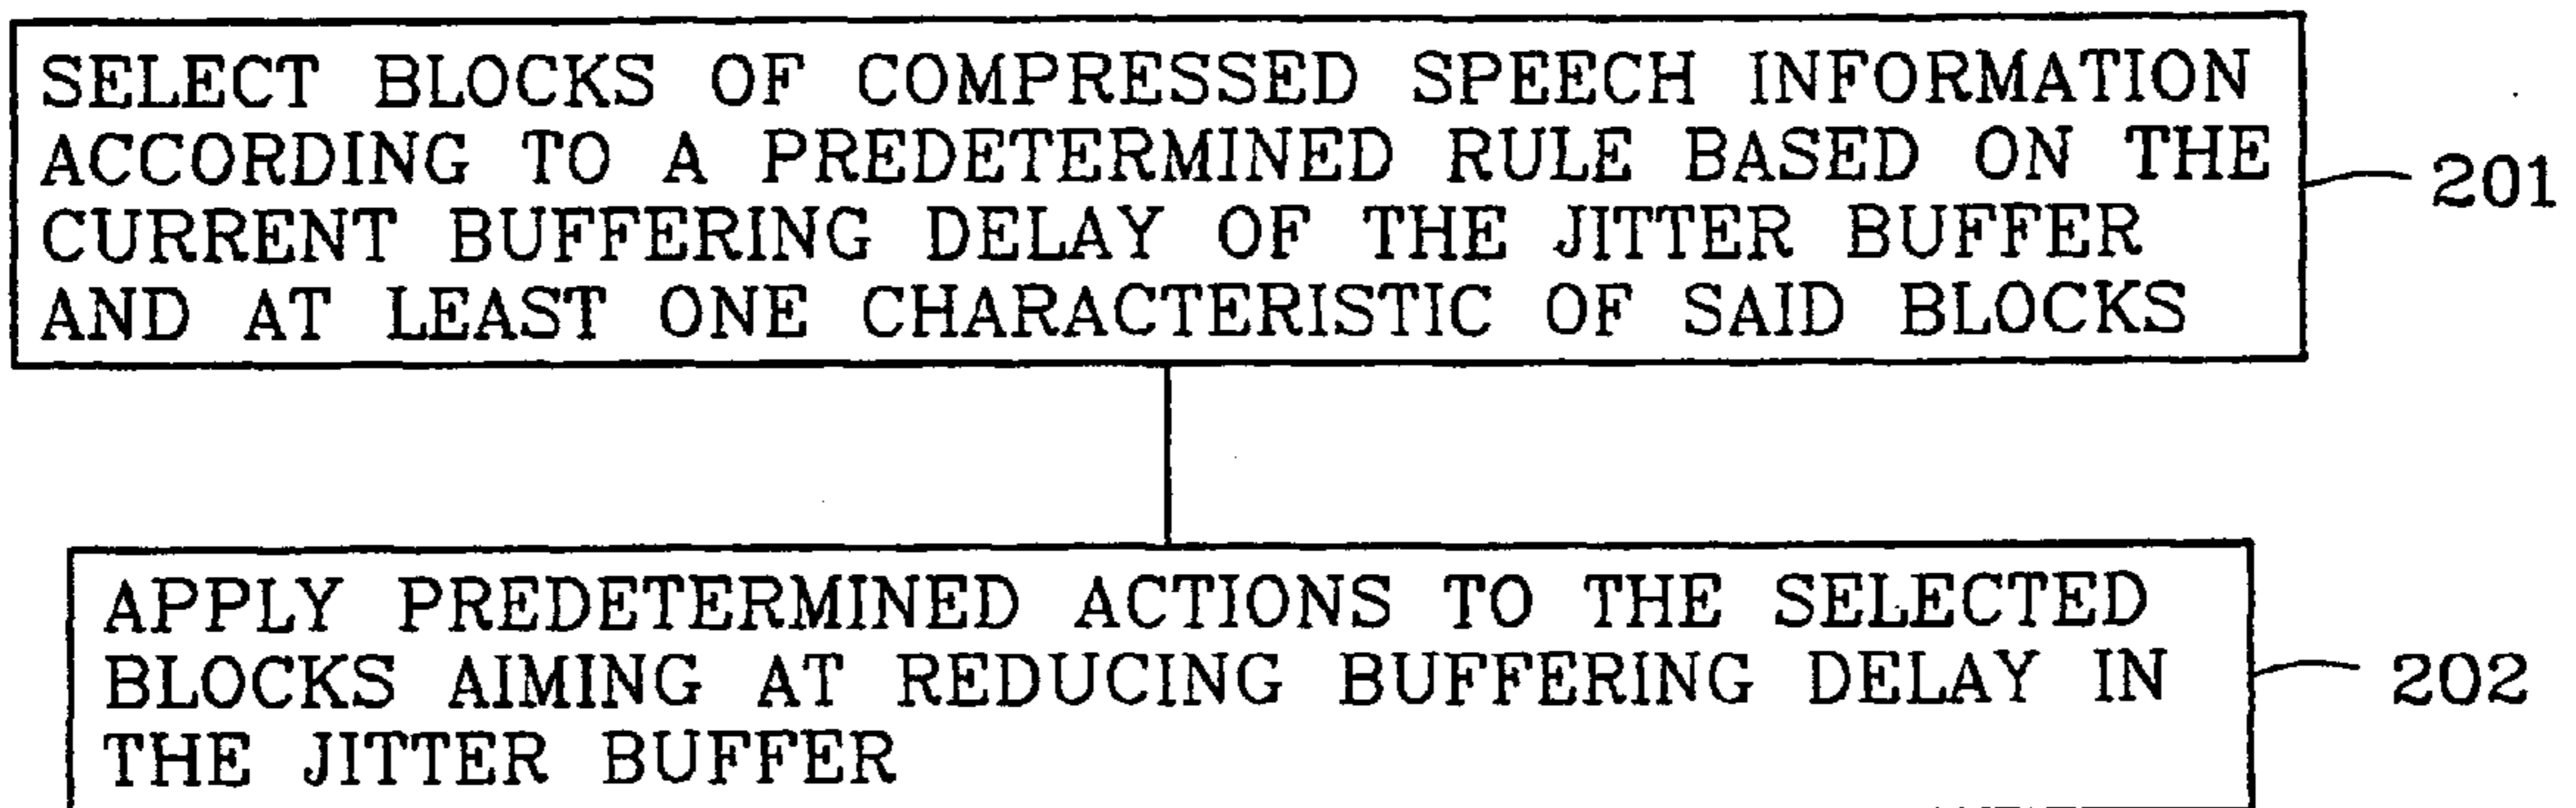 SELECT BLOCKS OF COMPRESSED SPEECH INFORMATION
ACCORDING TO A PREDETERMINED RULE BASED ON THE
CURRENT BUFFERING DELAY OF THE JITTER BUFFER
AND AT LEAST ONE CHARACTERISTIC OF SAID BLOCKS
201
APPLY PREDETERMINED ACTIONS TO THE SELECTED
BLOCKS AIMING AT REDUCING BUFFERING DELAY IN
THE JITTER BUFFER
202